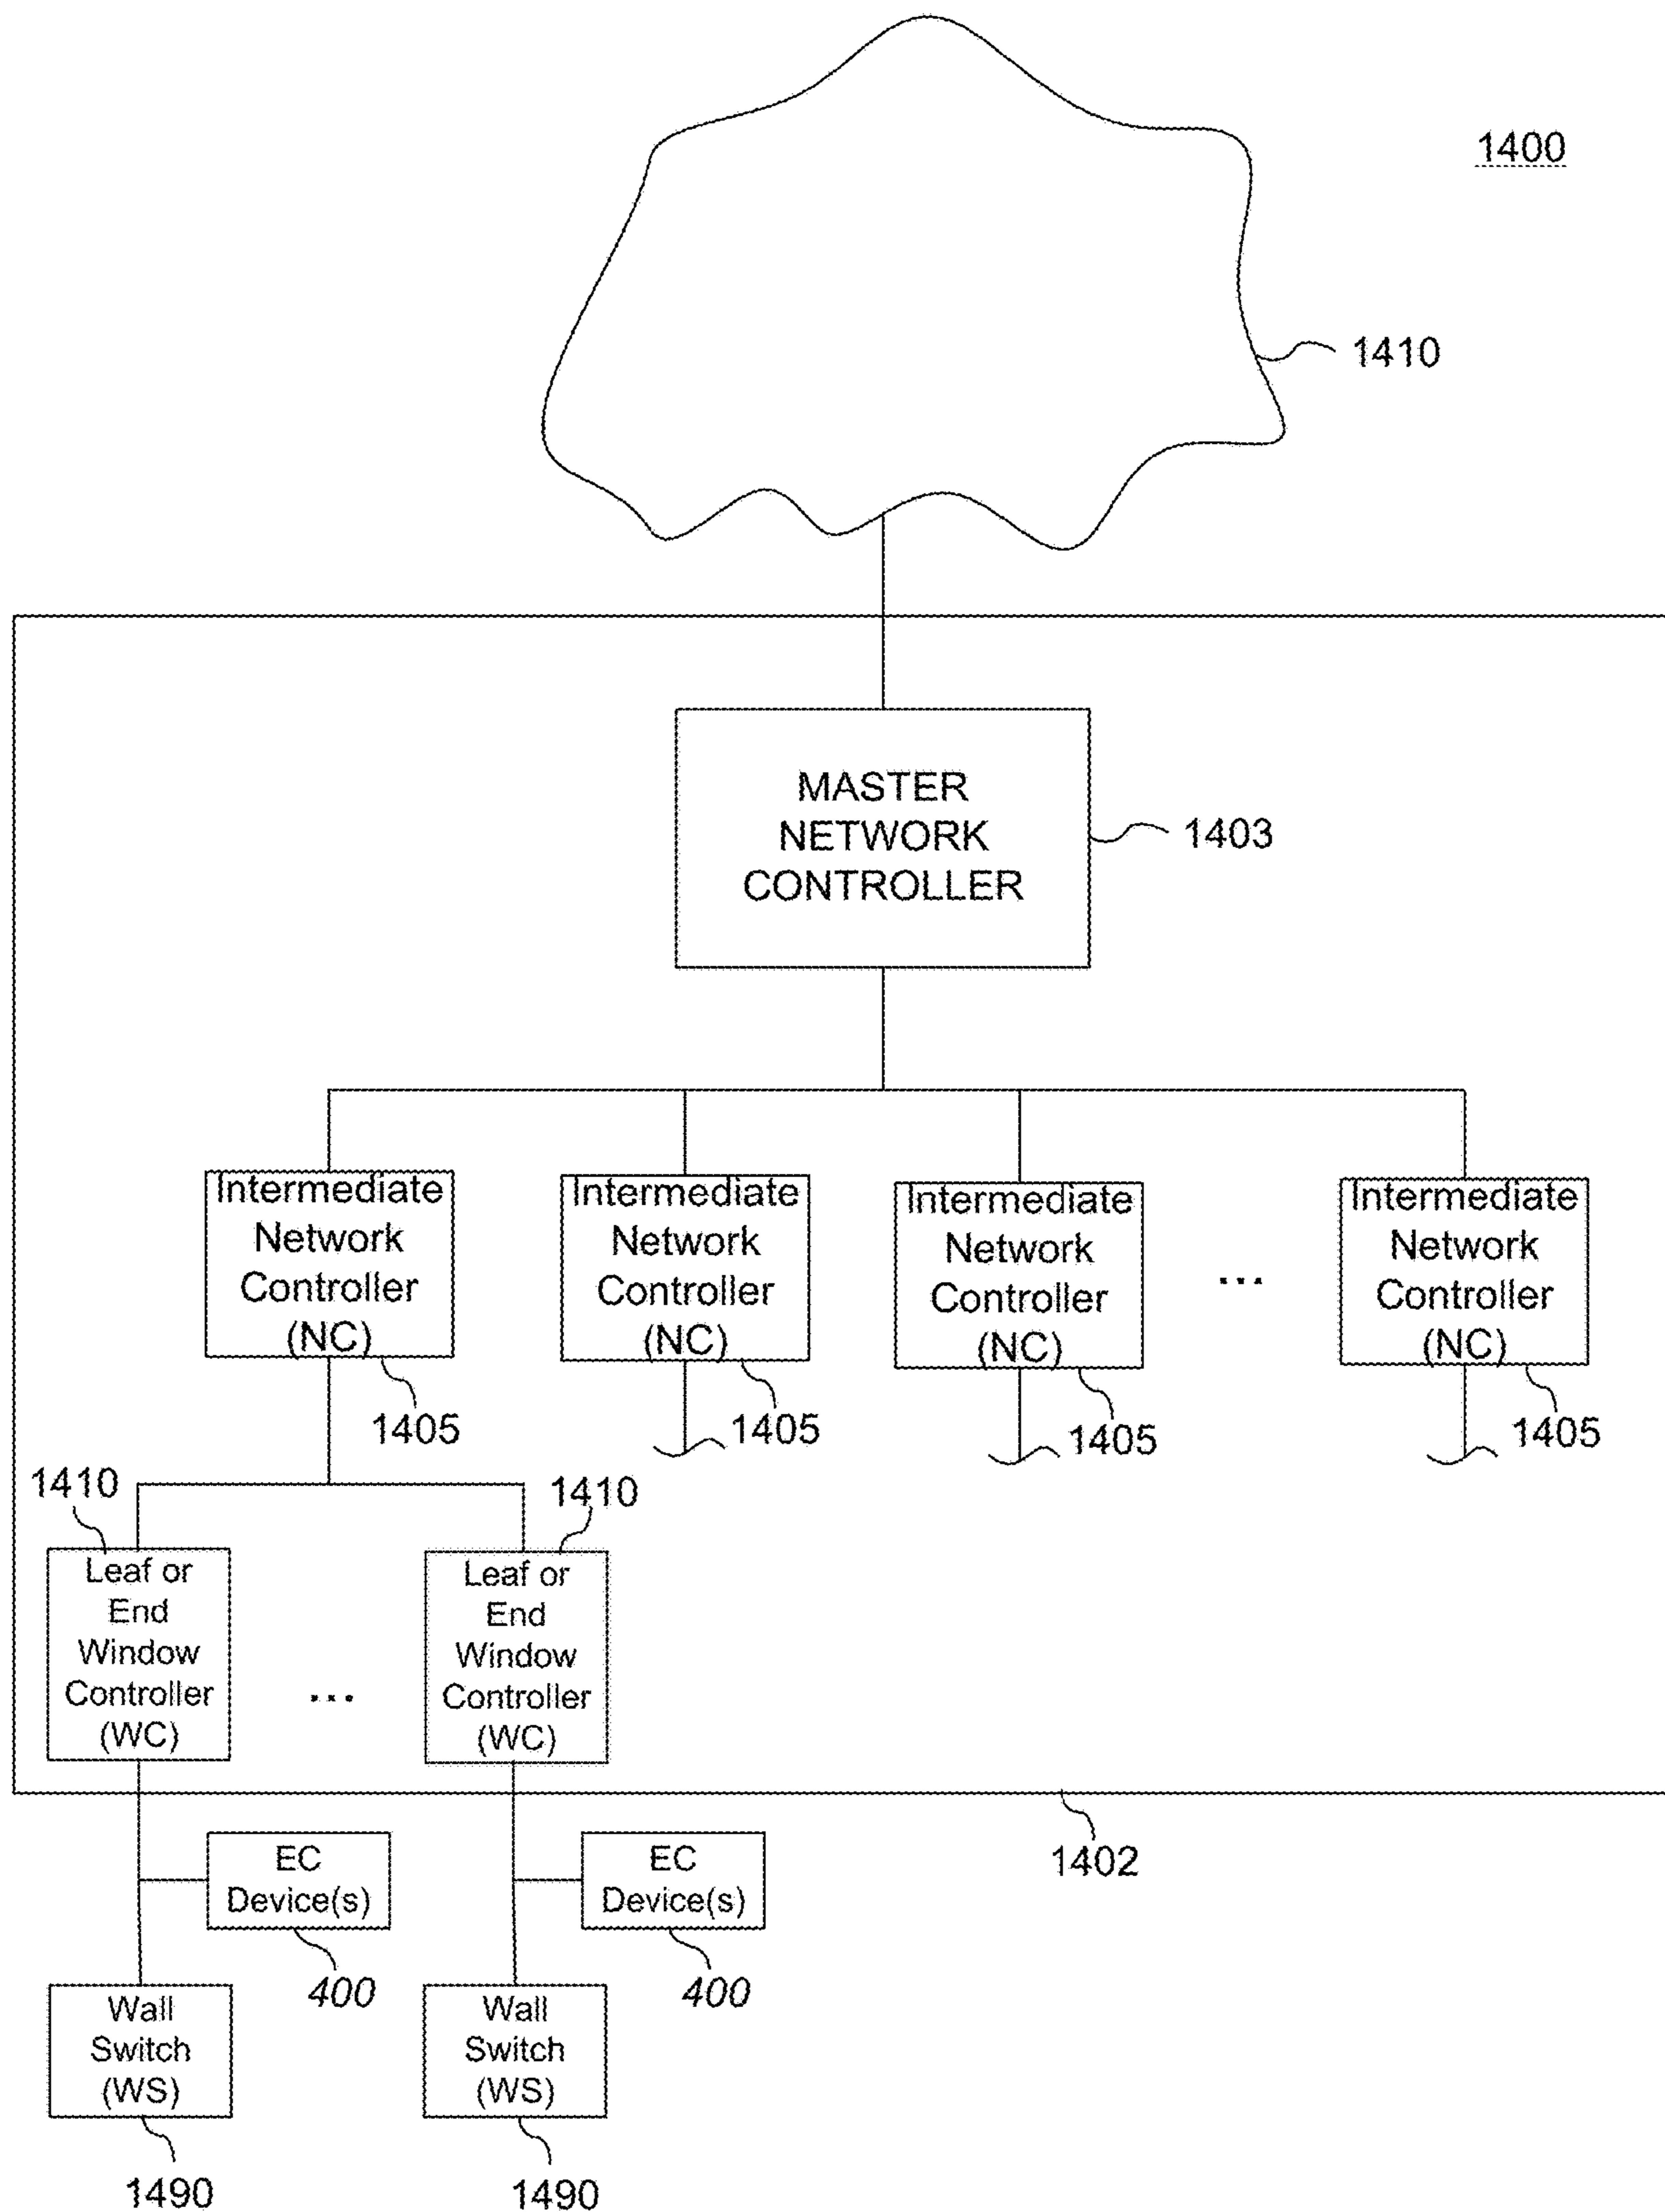 1400
1410
MASTER
NETWORK
CONTROLLER
1403
Intermediate
Network
Controller
(NC)
1405
Intermediate
Network
Controller
(NC)
1405
Intermediate
Network
Controller
(NC)
1405
...
Intermediate
Network
Controller
(NC)
1405
1410
Leaf or
End
Window
Controller
(WC)
...
1410
Leaf or
End
Window
Controller
(WC)
1402
EC
Device(s)
400
EC
Device(s)
400
Wall
Switch
(WS)
1490
Wall
Switch
(WS)
1490